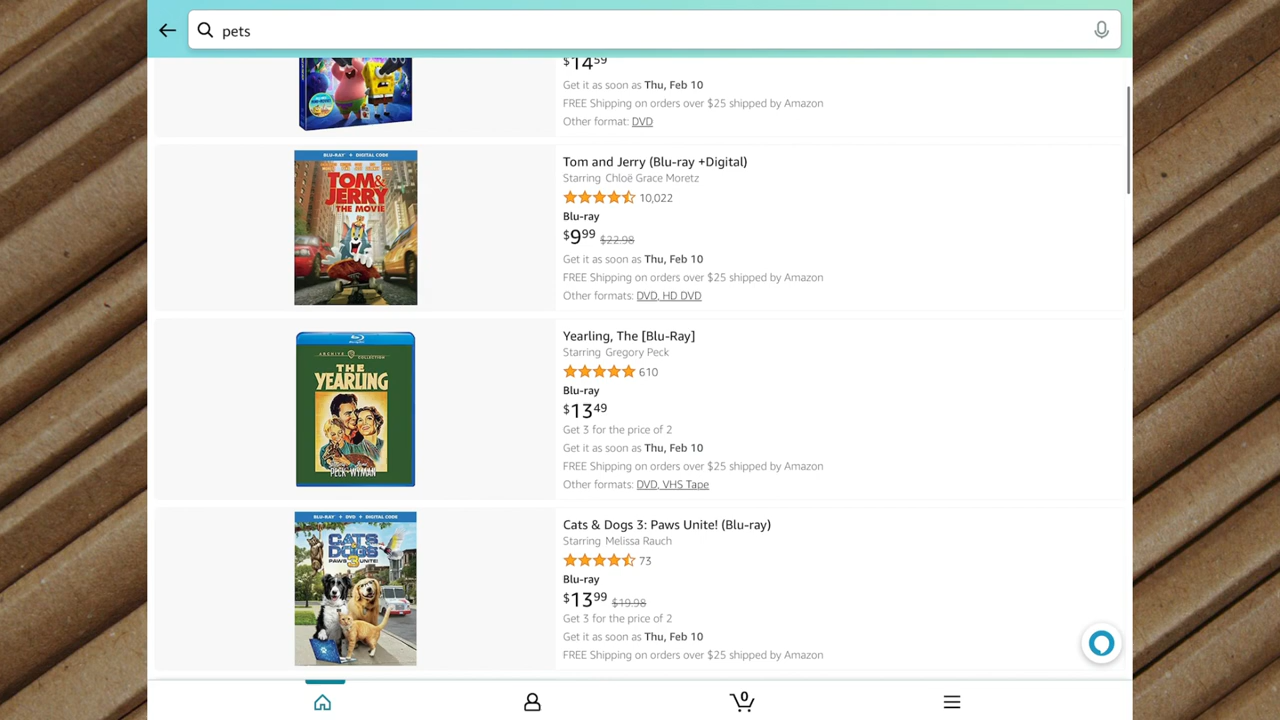 pets
$14 59
Get it as soon as Thu, Feb 10
FREE Shipping on orders over $25 shipped by Amazon
Other format: DVD
BLU-RAY + DIGITAL CODE
TOM &
JERRY
THE MOVIE
Tom and Jerry (Blu-ray +Digital)
Starring Chloë Grace Moretz
10,022
Blu-ray
$9 99 $22.98
Get it as soon as Thu, Feb 10
FREE Shipping on orders over $25 shipped by Amazon
Other formats: DVD, HD DVD
ARCHIVE COLLECTION
THE
YEARLING
PECK WYMAN
Yearling, The [Blu-Ray]
Starring Gregory Peck
610
Blu-ray
$13 49
Get 3 for the price of 2
Get it as soon as Thu, Feb 10
FREE Shipping on orders over $25 shipped by Amazon
Other formats: DVD, VHS Tape
BLU-RAY + DVD + DIGITAL CODE
CATS
DOGS
3
PAWS UNITE!
Cats & Dogs 3: Paws Unite! (Blu-ray)
Starring Melissa Rauch
73
Blu-ray
$13 99 $19.98
Get 3 for the price of 2
Get it as soon as Thu, Feb 10
FREE Shipping on orders over $25 shipped by Amazon
0